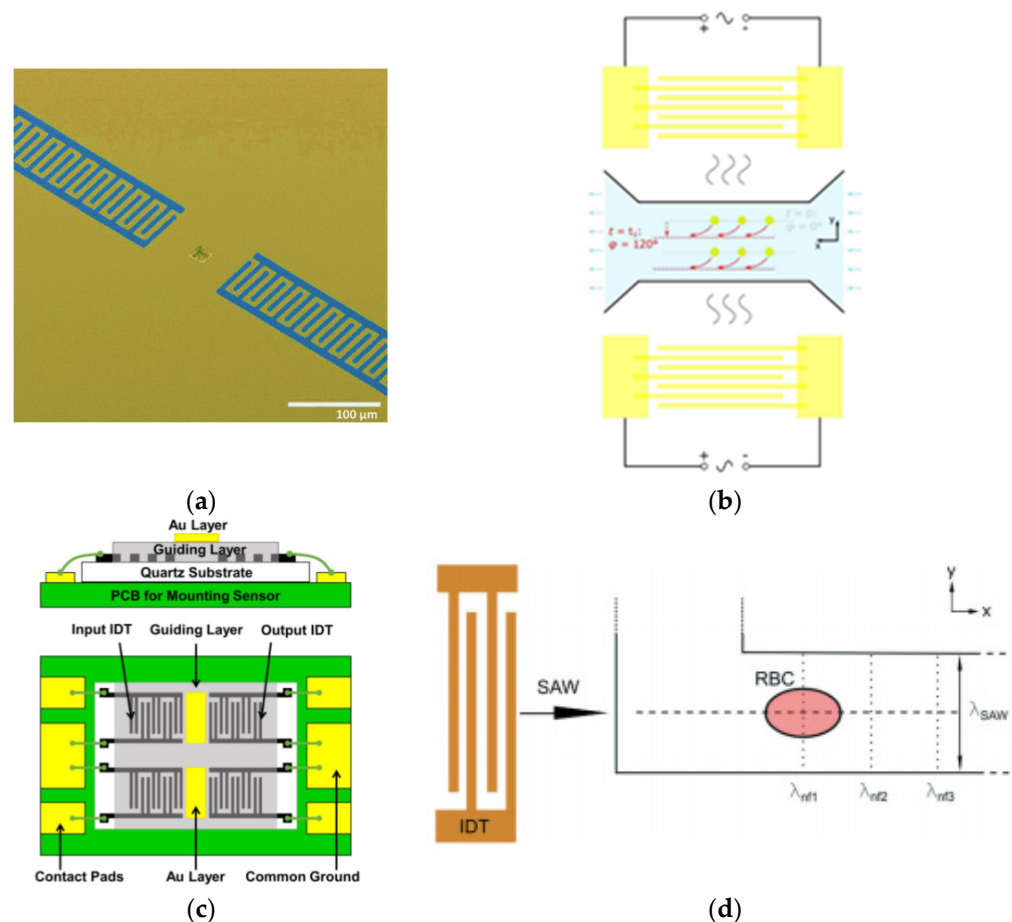 100 μm
(a)
+ -
t = 0:
φ = 0°
t = t₁:
φ = 120°
y
x
+ -
(b)
Au Layer
Guiding Layer
Quartz Substrate
PCB for Mounting Sensor
Input IDT Guiding Layer Output IDT
Contact Pads Au Layer Common Ground
(c)
y
x
SAW
RBC
λSAW
λnf1 λnf2 λnf3
IDT
(d)